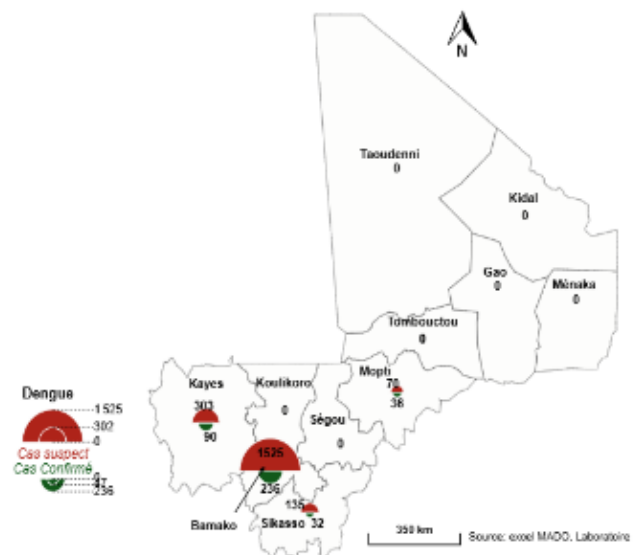 N
Taoudenni
0
Kidal
0
Gao
0
Ménaka
0
Tombouctou
0
Mopti
70
38
Kayes
303
90
Koulikoro
0
Ségou
0
1525
236
Bamako
135
Sikasso 32
Dengue
1 525
302
0
Cas suspect
Cas Confirmé
236
350 km
Source: excel MADO, Laboratoire